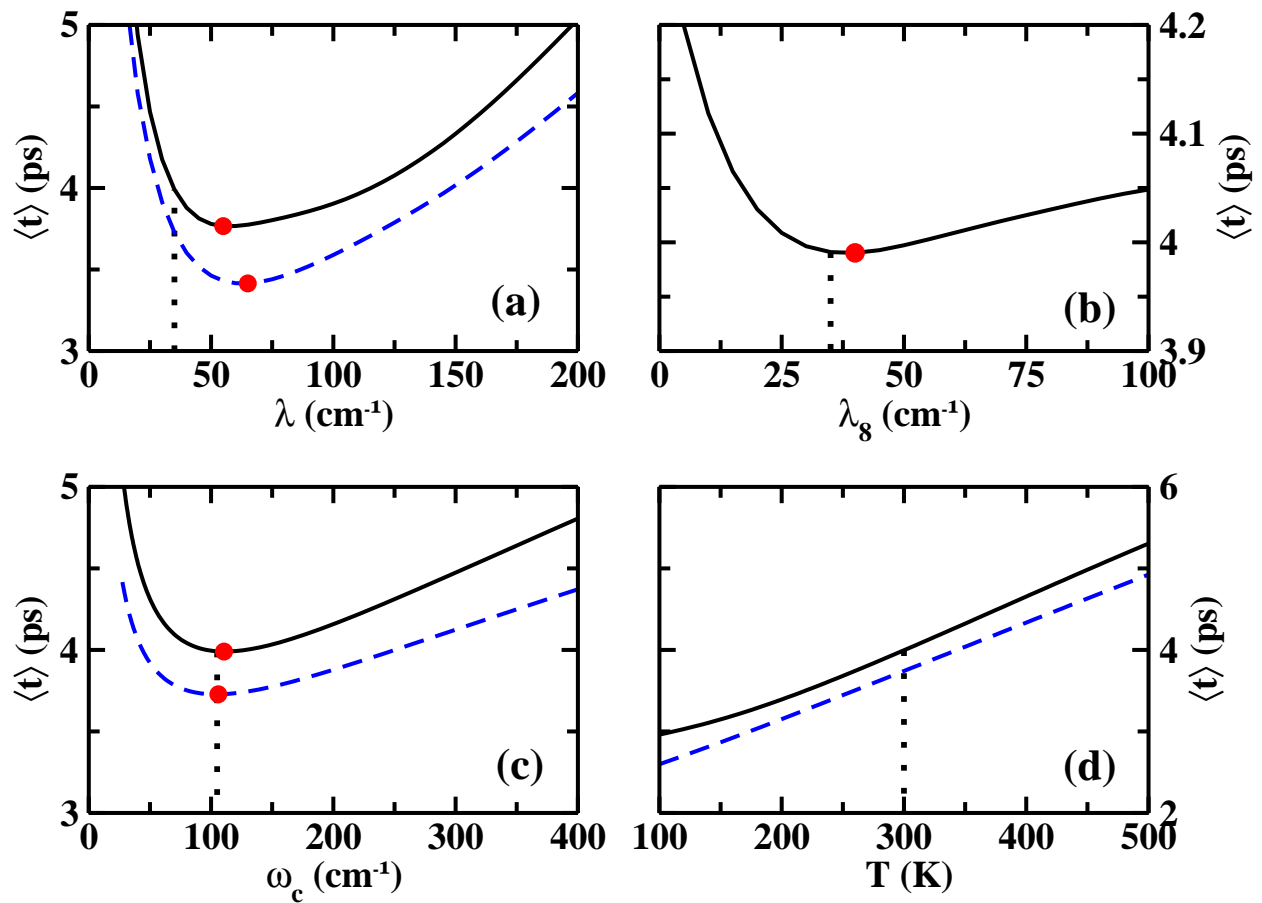 5
4
3
⟨t⟩ (ps)
(a)
0 50 100 150 200
λ (cm⁻¹)
4.2
4.1
4
3.9
⟨t⟩ (ps)
(b)
0 25 50 75 100
λ₈ (cm⁻¹)
5
4
3
⟨t⟩ (ps)
(c)
0 100 200 300 400
ω_c (cm⁻¹)
6
4
2
⟨t⟩ (ps)
(d)
100 200 300 400 500
T (K)